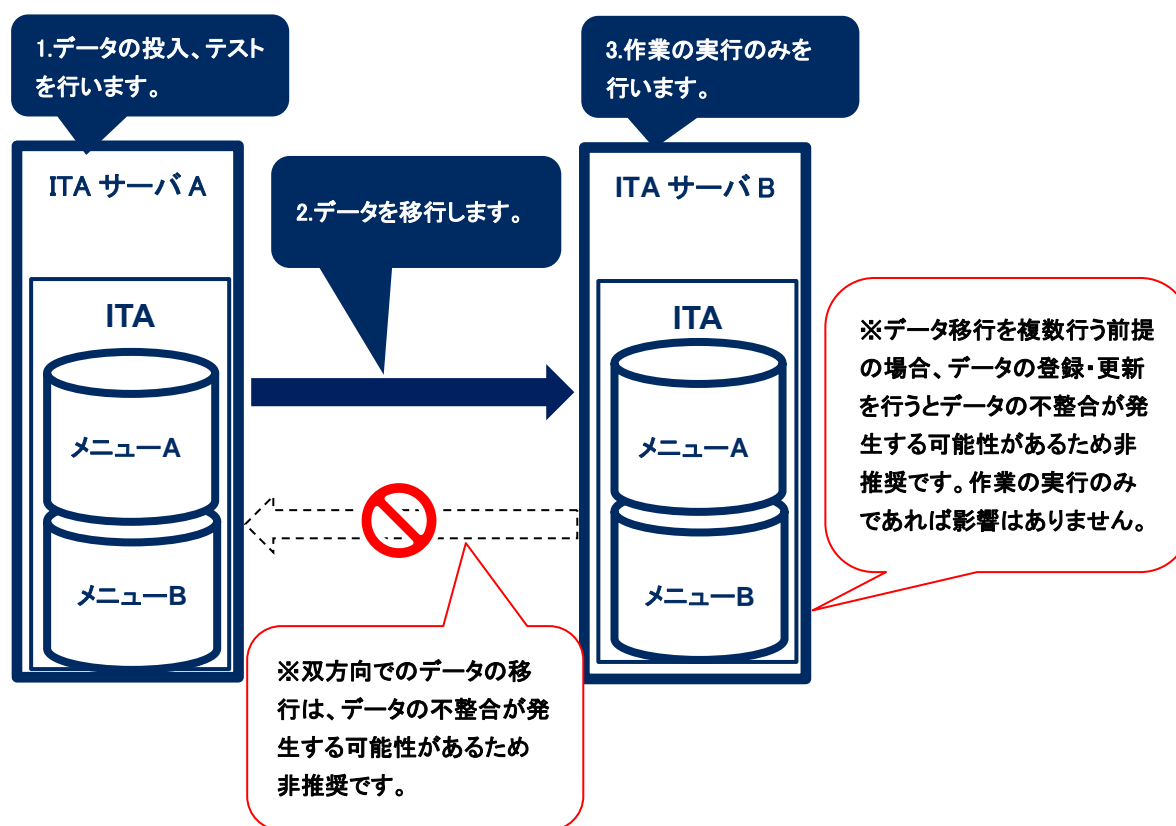 1.データの投入、テスト
を行います。
3.作業の実行のみを
行います。
ITA サーバ A
2.データを移行します。
ITA サーバ B
ITA
メニューA
メニューB
ITA
メニューA
メニューB
※データ移行を複数行う前提
の場合、データの登録・更新
を行うとデータの不整合が発
生する可能性があるため非
推奨です。作業の実行のみ
であれば影響はありません。
※双方向でのデータの移
行は、データの不整合が発
生する可能性があるため
非推奨です。